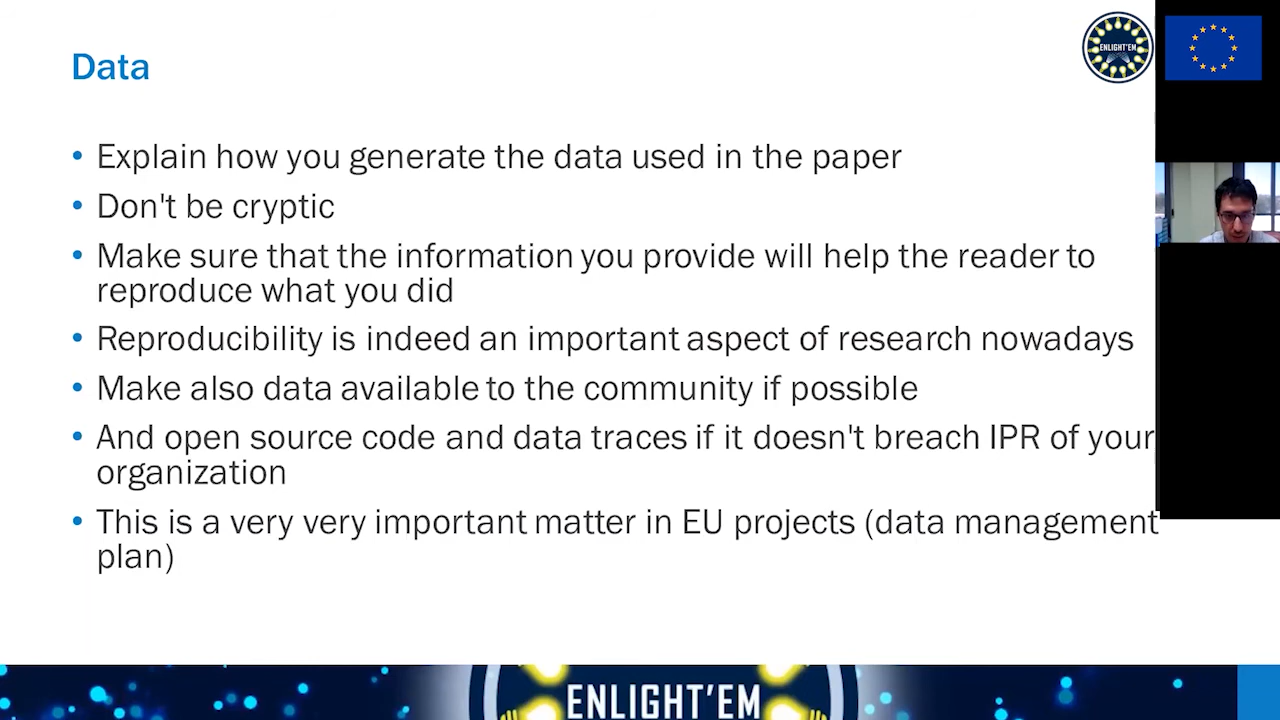 Data
ENLIGHT'EM
• Explain how you generate the data used in the paper
• Don't be cryptic
• Make sure that the information you provide will help the reader to
reproduce what you did
• Reproducibility is indeed an important aspect of research nowadays
• Make also data available to the community if possible
• And open source code and data traces if it doesn't breach IPR of your
organization
• This is a very very important matter in EU projects (data management
plan)
ENLIGHT'EM